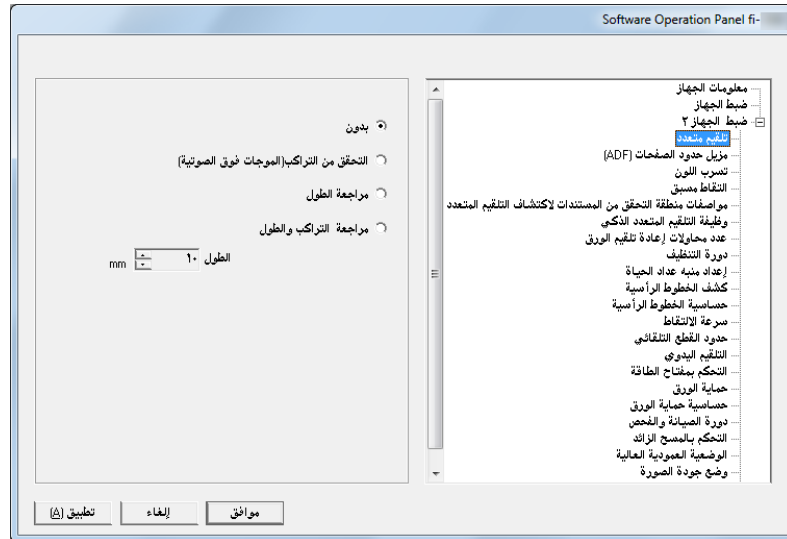 Software Operation Panel fi-
معلومات الجهاز
ضبط الجهاز
ضبط الجهاز ٢
تلقيم متعدد
مزيل حدود الصفحات (ADF)
تسرب اللون
التقاط مسبق
مواصفات منطقة التحقق من المستندات لاكتشاف التلقيم المتعدد
وظيفة التلقيم المتعدد الذكي
عدد محاولات إعادة تلقيم الورق
دورة التنظيف
إعداد منبه عداد الحياة
كشف الخطوط الرأسية
حساسية الخطوط الرأسية
سرعة الالتقاط
حدود القطع التلقائي
التلقيم اليدوي
التحكم بمفتاح الطاقة
حماية الورق
حساسية حماية الورق
دورة الصيانة والفحص
التحكم بالمسح الزائد
الوضعية العمودية العالية
وضع جودة الصورة
بدون
التحقق من التراكب(الموجات فوق الصوتية)
مراجعة الطول
مراجعة التراكب والطول
الطول ١٠ mm
موافق
إلغاء
تطبيق (A)